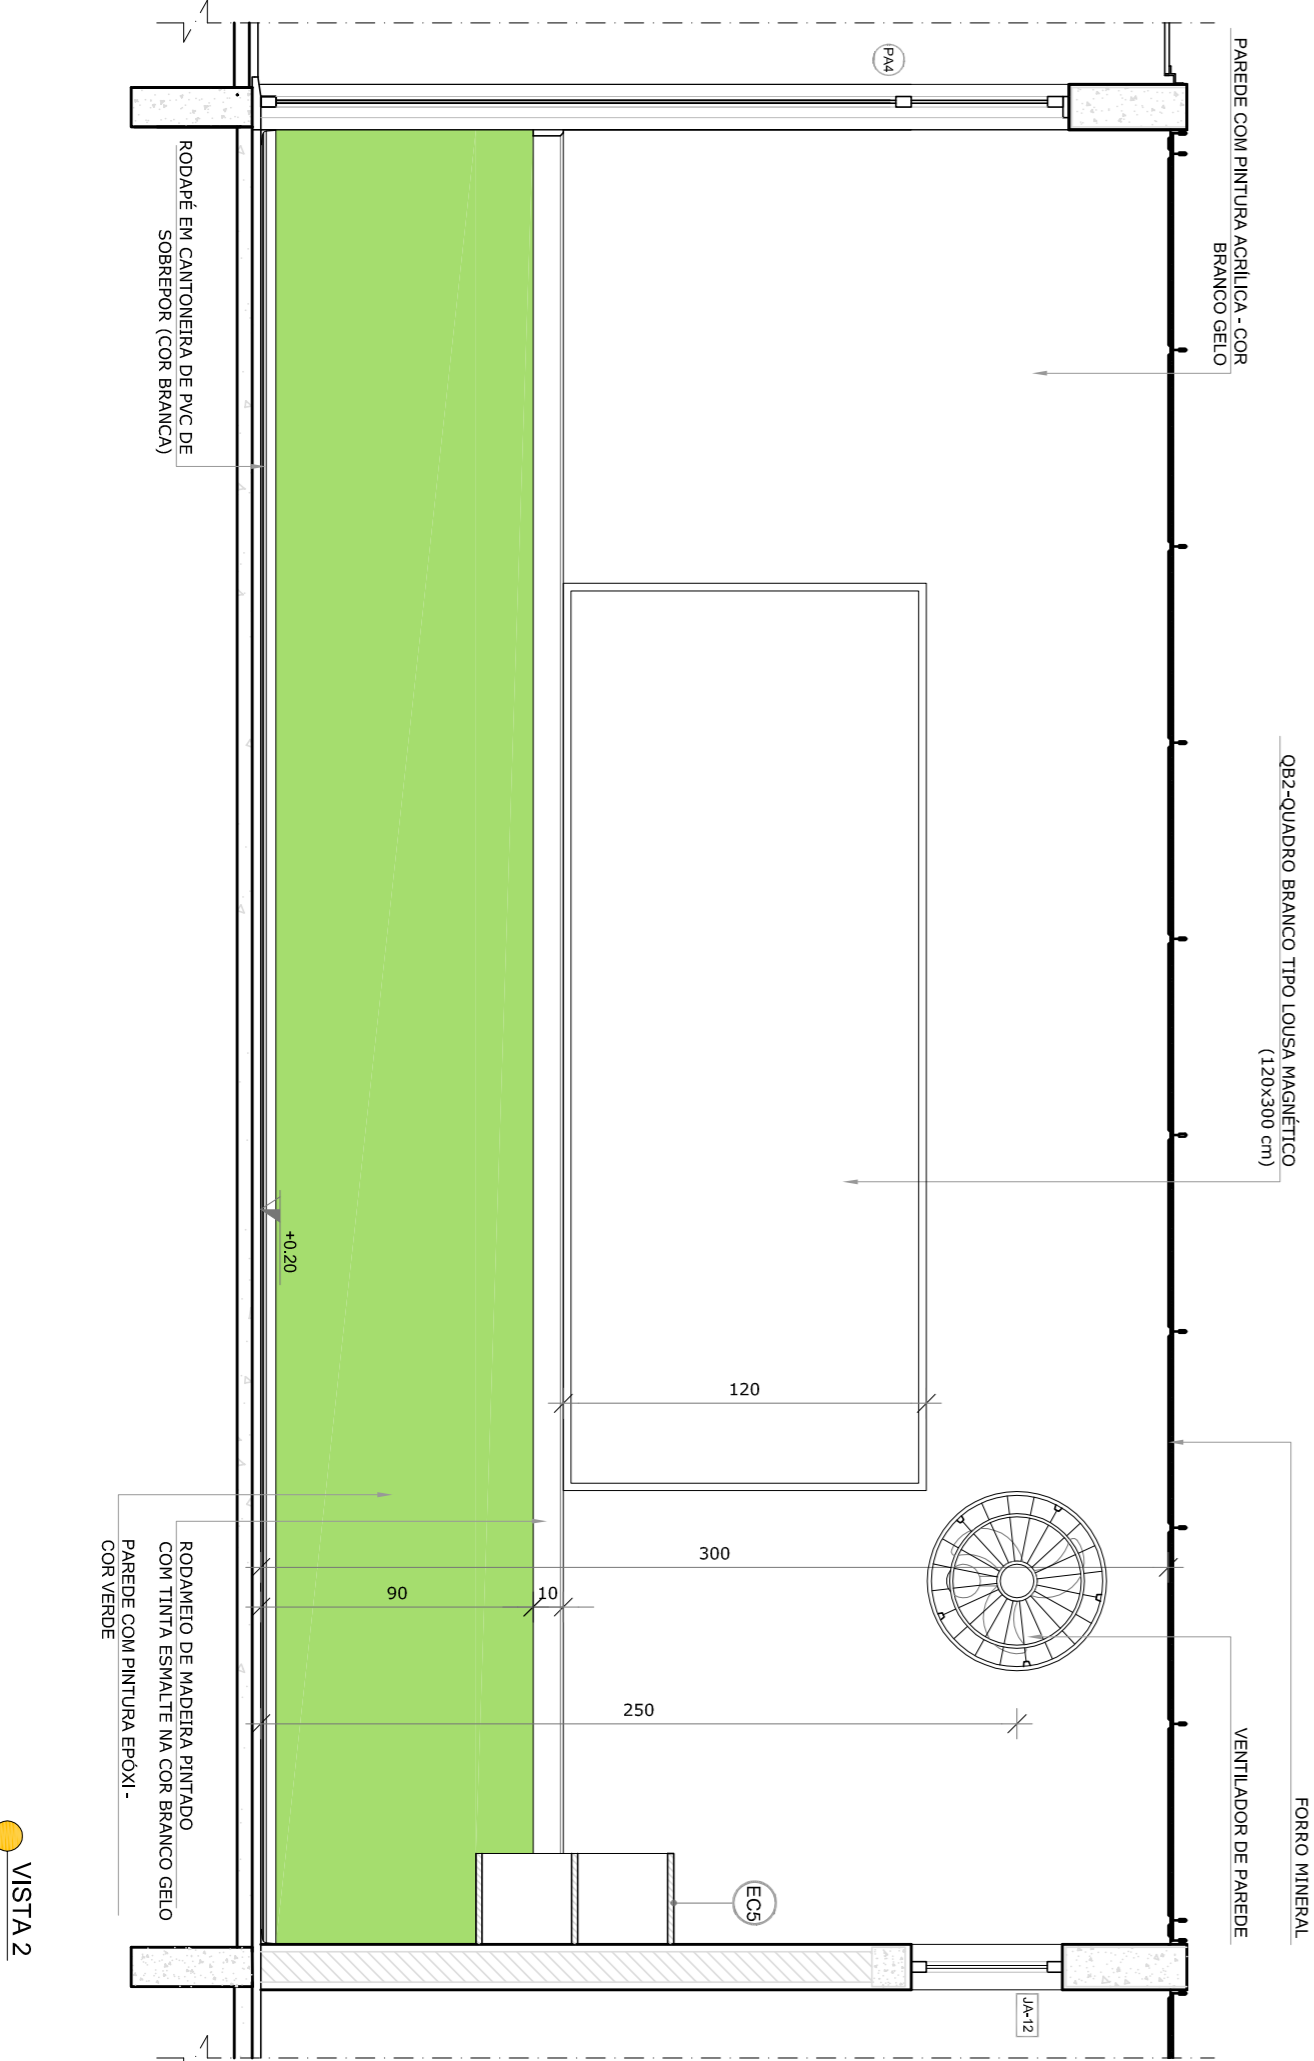 PAREDE COM PINTURA ACRÍLICA - COR
BRANCO GELO
QB2-QUADRO BRANCO TIPO LOUSA MAGNÉTICO
(120x300 cm)
FORRO MINERAL
VENTILADOR DE PAREDE
PA4
JA-12
EC5
120
300
90
10
250
+0.20
RODAPÉ EM CANTONEIRA DE PVC DE
SOBREPOR (COR BRANCA)
RODAMEIO DE MADEIRA PINTADO
COM TINTA ESMALTE NA COR BRANCO GELO
PAREDE COM PINTURA EPÓXI -
COR VERDE
VISTA 2